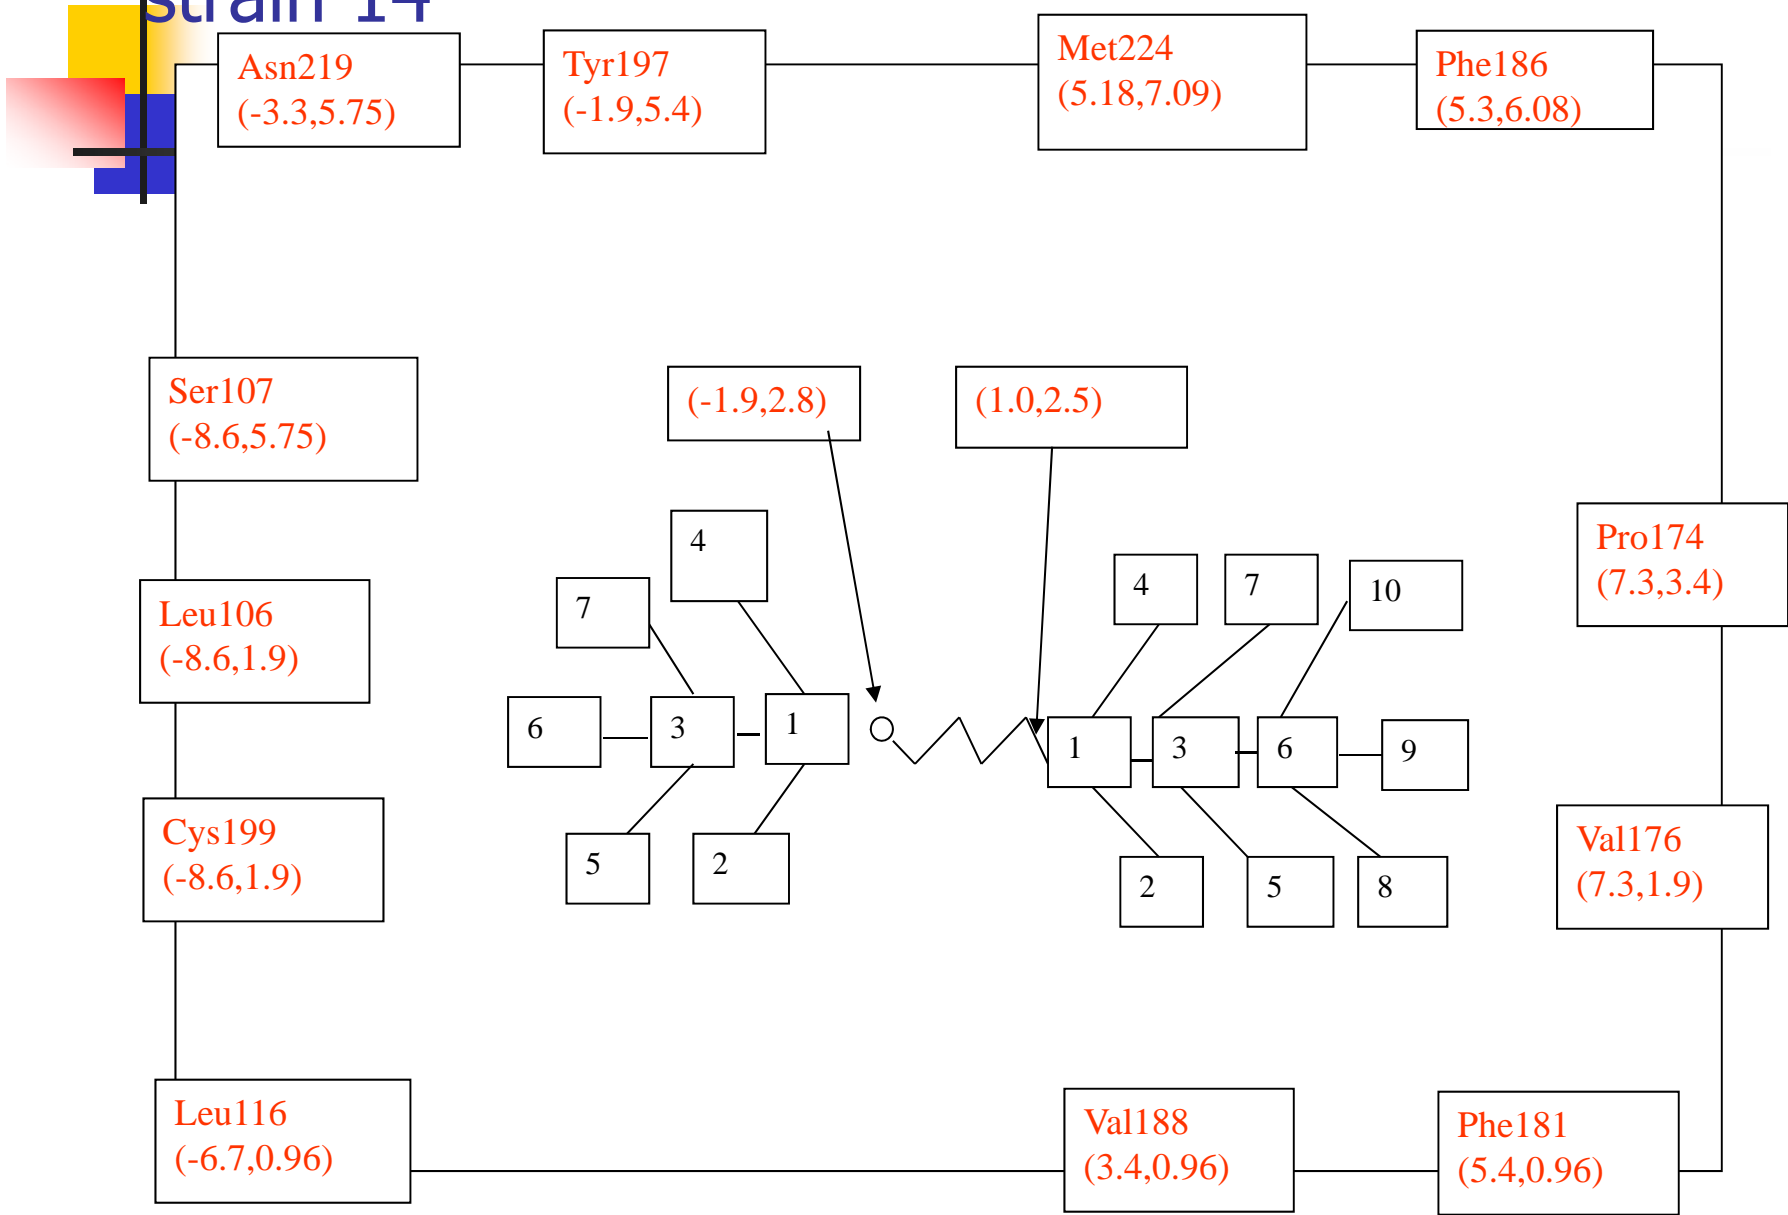 strain 14
Asn219
(-3.3,5.75)
Tyr197
(-1.9,5.4)
Met224
(5.18,7.09)
Phe186
(5.3,6.08)
Ser107
(-8.6,5.75)
(-1.9,2.8)
(1.0,2.5)
Pro174
(7.3,3.4)
Leu106
(-8.6,1.9)
4
7
6
3
1
5
2
4
7
10
1
3
6
9
2
5
8
Cys199
(-8.6,1.9)
Val176
(7.3,1.9)
Leu116
(-6.7,0.96)
Val188
(3.4,0.96)
Phe181
(5.4,0.96)